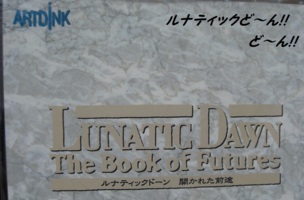 ARTDINK
ルナティックど〜ん!!
ど〜ん!!
LUNATIC DAWN
The Book of Futures
ルナティックドーン 開かれた前途